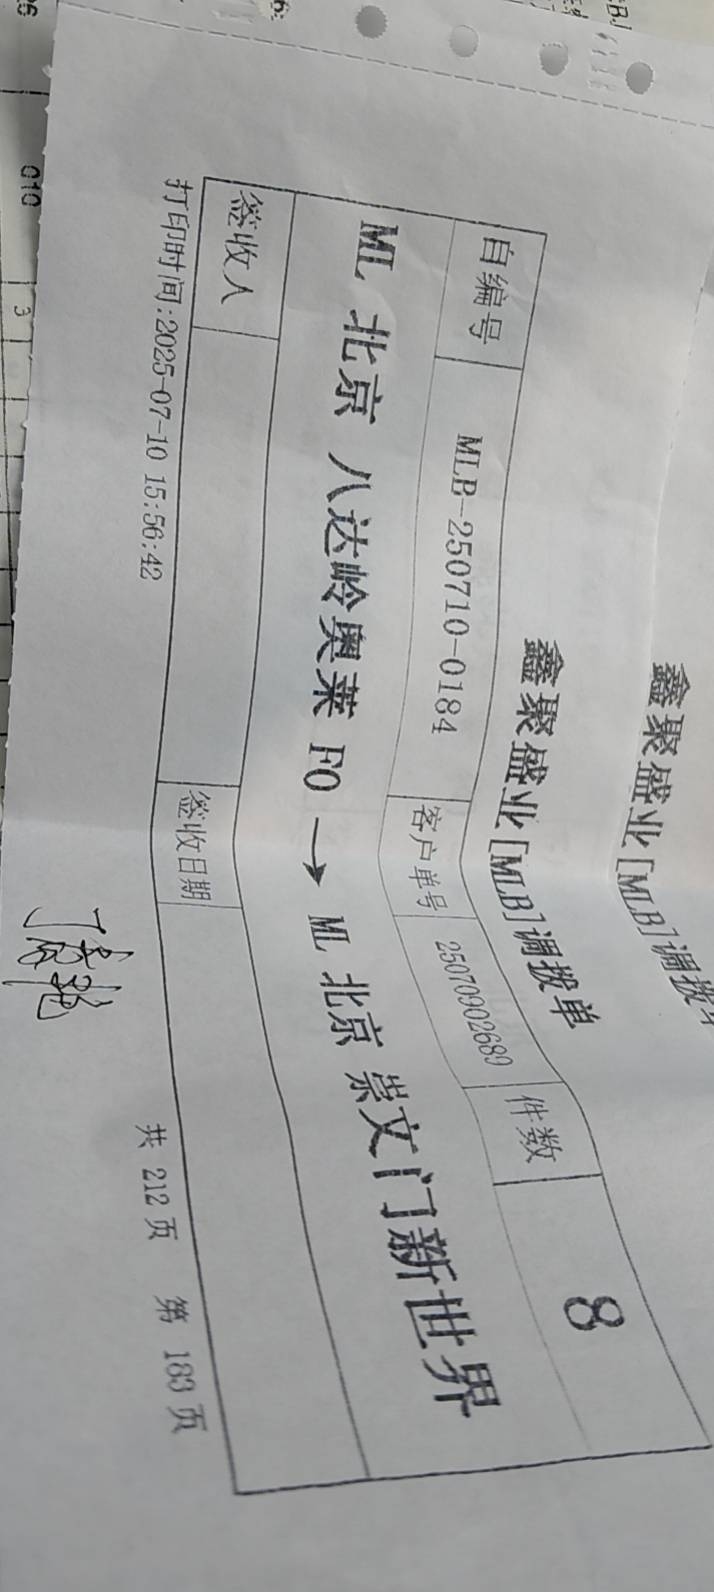 鑫聚盛业[MLB]调拨
鑫聚盛业[MLB]调拨单
自编号 MLB-250710-0184 客户单号 25070902689 件数 8
ML 北京 八达岭奥莱 FO → ML 北京 崇文门新世界
签收人 签收日期
打印时间:2025-07-10 15:56:42 共 212 页 第 183 页
010
3